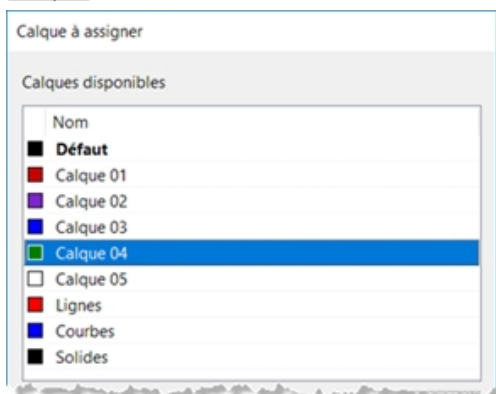 Calque à assigner
Calques disponibles
Nom
Défaut
Calque 01
Calque 02
Calque 03
Calque 04
Calque 05
Lignes
Courbes
Solides